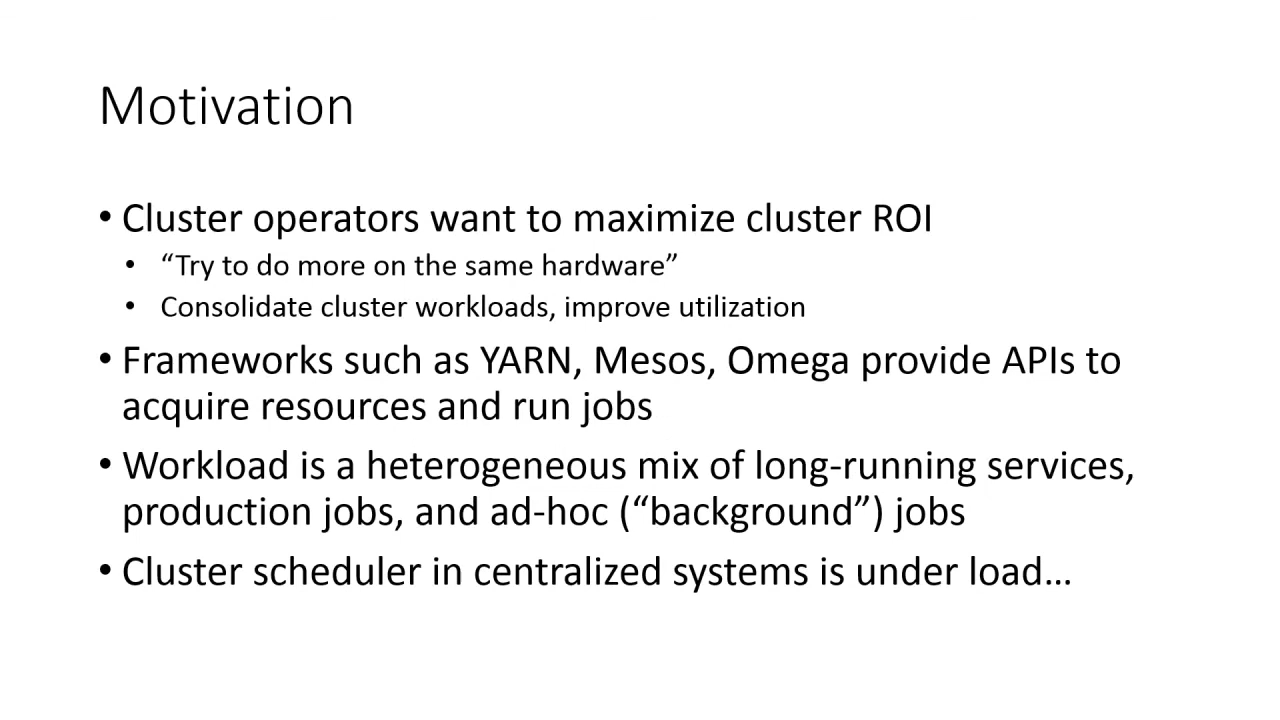 Motivation
• Cluster operators want to maximize cluster ROI
• “Try to do more on the same hardware”
• Consolidate cluster workloads, improve utilization
• Frameworks such as YARN, Mesos, Omega provide APIs to
acquire resources and run jobs
• Workload is a heterogeneous mix of long-running services,
production jobs, and ad-hoc (“background”) jobs
• Cluster scheduler in centralized systems is under load…